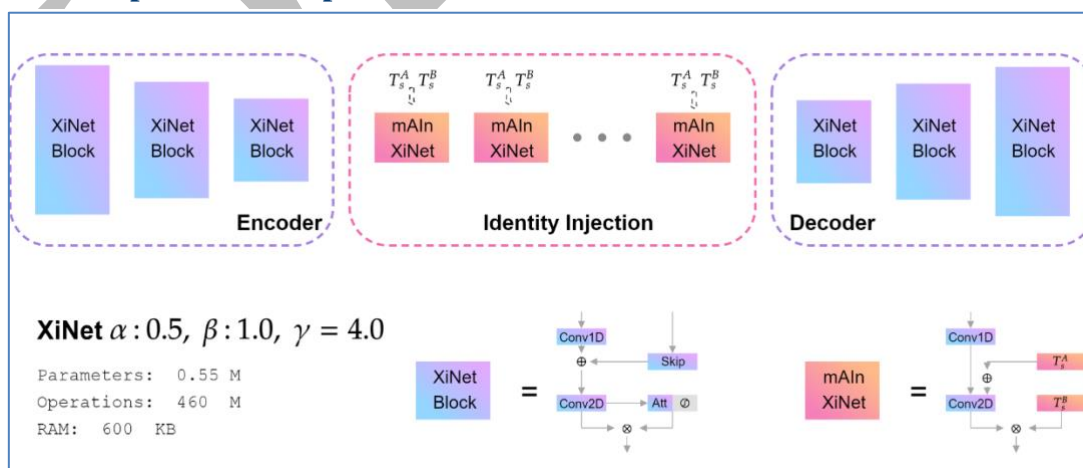 T_s^A T_s^B T_s^A T_s^B T_s^A T_s^B
XiNet Block
XiNet Block
XiNet Block
mAIn XiNet
mAIn XiNet
• • •
mAIn XiNet
XiNet Block
XiNet Block
XiNet Block
Encoder
Identity Injection
Decoder
XiNet α : 0.5, β : 1.0, γ = 4.0
Parameters: 0.55 M
Operations: 460 M
RAM: 600 KB
XiNet Block
=
Conv1D
⊕
Skip
Conv2D
Att
⊗
mAIn XiNet
=
Conv1D
T_s^A
⊕
Conv2D
T_s^B
⊗